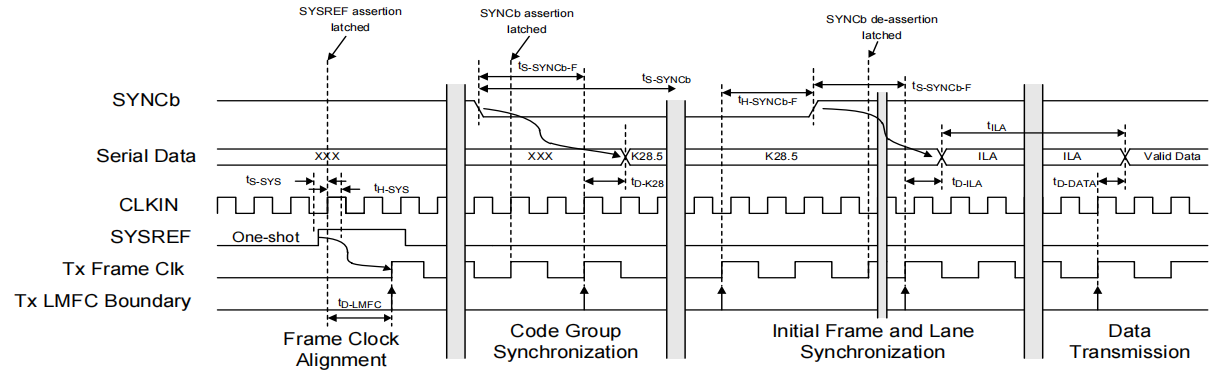 SYSREF assertion
latched
SYNCb assertion
latched
SYNCb de-assertion
latched
tS-SYNCb-F
tS-SYNCb
tS-SYNCb-F
SYNCb
tH-SYNCb-F
tILA
Serial Data
XXX
XXX
K28.5
K28.5
ILA
ILA
Valid Data
tS-SYS
tH-SYS
tD-K28
tD-ILA
tD-DATA
CLKIN
SYSREF
One-shot
Tx Frame Clk
Tx LMFC Boundary
tD-LMFC
Frame Clock
Alignment
Code Group
Synchronization
Initial Frame and Lane
Synchronization
Data
Transmission